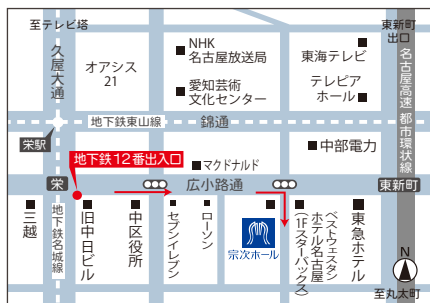 至テレビ塔
久屋大通
オアシス
21
NHK
名古屋放送局
愛知芸術
文化センター
東海テレビ
テレピア
ホール
東新町
出口
名古屋高速 都市環状線
地下鉄東山線
錦通
栄駅
中部電力
地下鉄12番出入口
マクドナルド
栄
広小路通
東新町
三越
地下鉄名城線
旧中日ビル
中区役所
セブンイレブン
ローソン
宗次ホール
ベストウェスタン
ホテル名古屋
(1Fスターバックス)
東急ホテル
N
至丸太町